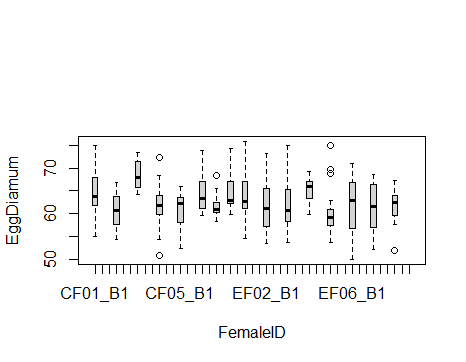 EggDiamum
70
60
50
CF01_B1 CF05_B1 EF02_B1 EF06_B1
FemaleID